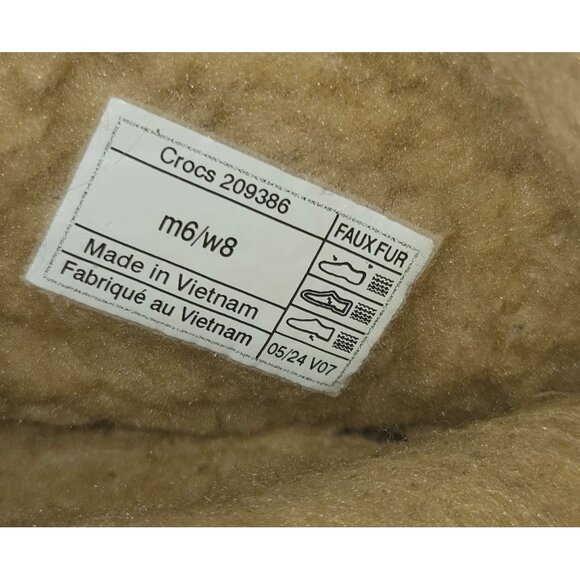 Crocs 209386
m6/w8
Made in Vietnam
Fabriqué au Vietnam
FAUX FUR
05/24 V07